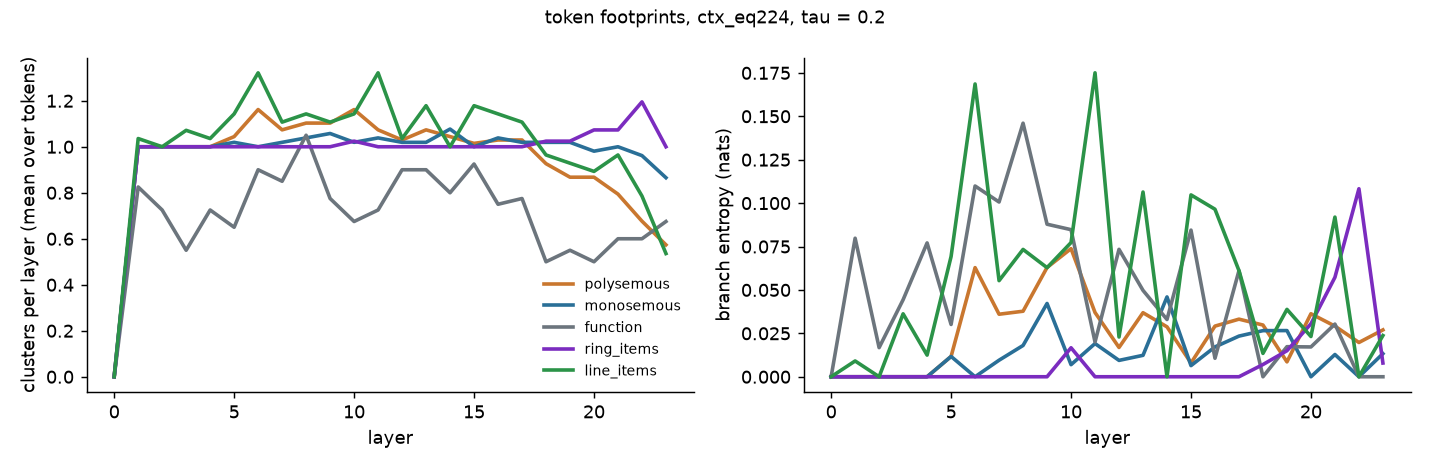 token footprints, ctx_eq224, tau = 0.2
clusters per layer (mean over tokens)
1.2
1.0
0.8
0.6
0.4
0.2
0.0
0
5
10
15
20
layer
polysemous
monosemous
function
ring_items
line_items
branch entropy (nats)
0.175
0.150
0.125
0.100
0.075
0.050
0.025
0.000
0
5
10
15
20
layer